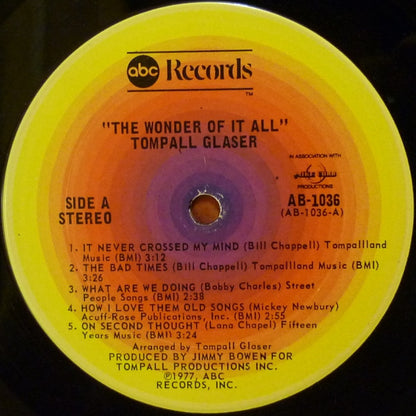 abc Records
TM
"THE WONDER OF IT ALL"
TOMPALL GLASER
IN ASSOCIATION WITH
PRODUCTIONS
SIDE A
STEREO
AB-1036
(AB-1036-A)
1. IT NEVER CROSSED MY MIND (Bill Chappell) Tompallland
Music (BMI) 3:12
2. THE BAD TIMES (Bill Chappell) Tompallland Music (BMI)
3:26
3. WHAT ARE WE DOING (Bobby Charles) Street
People Songs (BMI) 2:38
4. HOW I LOVE THEM OLD SONGS (Mickey Newbury)
Acuff-Rose Publications, Inc. (BMI) 2:55
5. ON SECOND THOUGHT (Lana Chapel) Fifteen
Years Music (BMI) 3:24
Arranged by Tompall Glaser
PRODUCED BY JIMMY BOWEN FOR
TOMPALL PRODUCTIONS INC.
℗1977, ABC
RECORDS, INC.